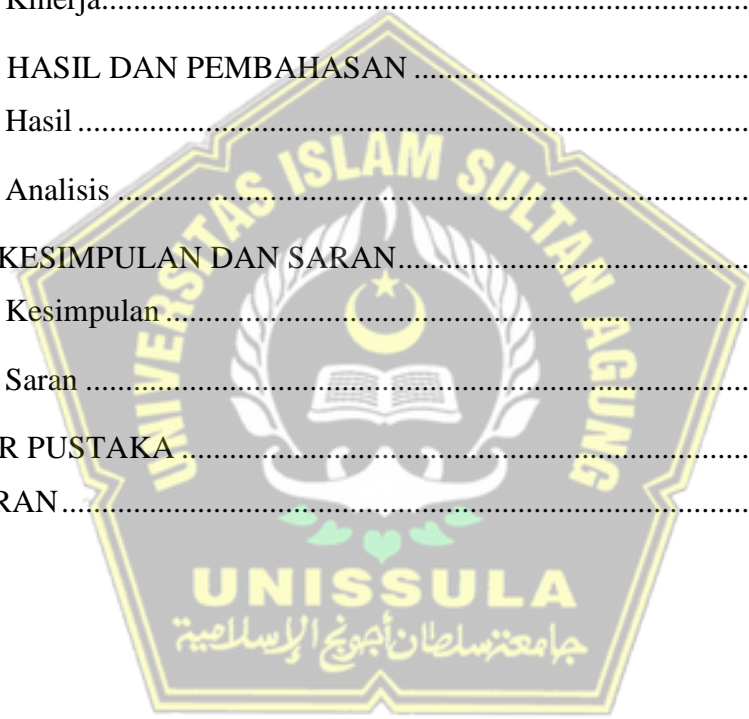 Kinerja
HASIL DAN PEMBAHASAN
Hasil
Analisis
KESIMPULAN DAN SARAN
Kesimpulan
Saran
R PUSTAKA
RAN
UNIVERSITAS ISLAM SULTAN AGUNG
UNISSULA
جامعة سلطان أجونج الإسلامية